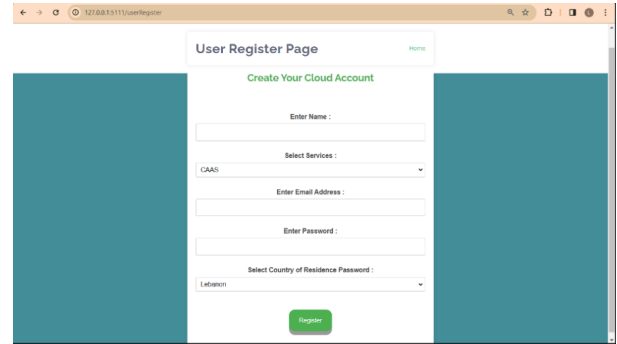 127.0.0.1:5111/userRegister
User Register Page
Home
Create Your Cloud Account
Enter Name :
Select Services :
CAAS
Enter Email Address :
Enter Password :
Select Country of Residence Password :
Lebanon
Register